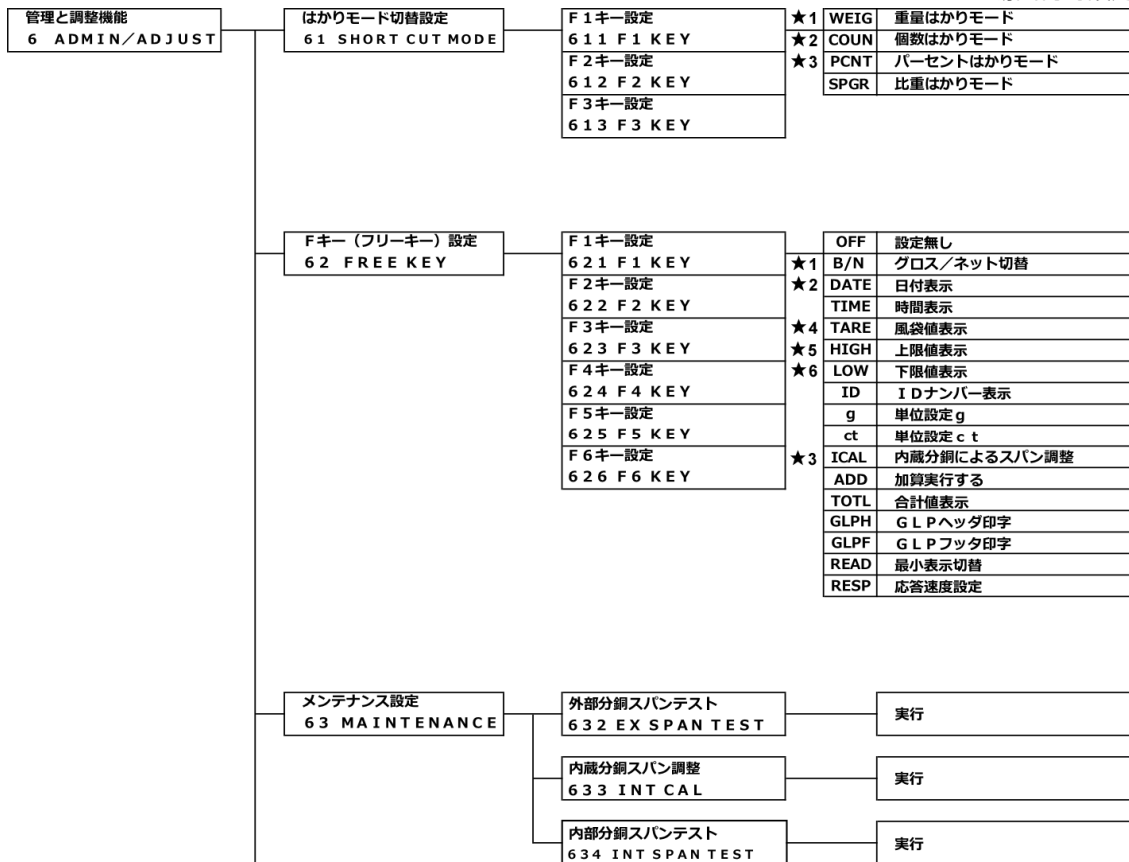 管理と調整機能
6 ADMIN／ADJUST
はかりモード切替設定
61 SHORT CUT MODE
F1キー設定
611 F1 KEY
F2キー設定
612 F2 KEY
F3キー設定
613 F3 KEY
★1 WEIG 重量はかりモード
★2 COUN 個数はかりモード
★3 PCNT パーセントはかりモード
SPGR 比重はかりモード
Fキー（フリーキー）設定
62 FREE KEY
F1キー設定
621 F1 KEY
F2キー設定
622 F2 KEY
F3キー設定
623 F3 KEY
F4キー設定
624 F4 KEY
F5キー設定
625 F5 KEY
F6キー設定
626 F6 KEY
OFF 設定無し
★1 B/N グロス／ネット切替
★2 DATE 日付表示
TIME 時間表示
★4 TARE 風袋値表示
★5 HIGH 上限値表示
★6 LOW 下限値表示
ID IDナンバー表示
g 単位設定g
ct 単位設定ct
★3 ICAL 内蔵分銅によるスパン調整
ADD 加算実行する
TOTL 合計値表示
GLPH GLPヘッダ印字
GLPF GLPフッタ印字
READ 最小表示切替
RESP 応答速度設定
メンテナンス設定
63 MAINTENANCE
外部分銅スパンテスト
632 EX SPAN TEST
実行
内蔵分銅スパン調整
633 INT CAL
実行
内部分銅スパンテスト
634 INT SPAN TEST
実行